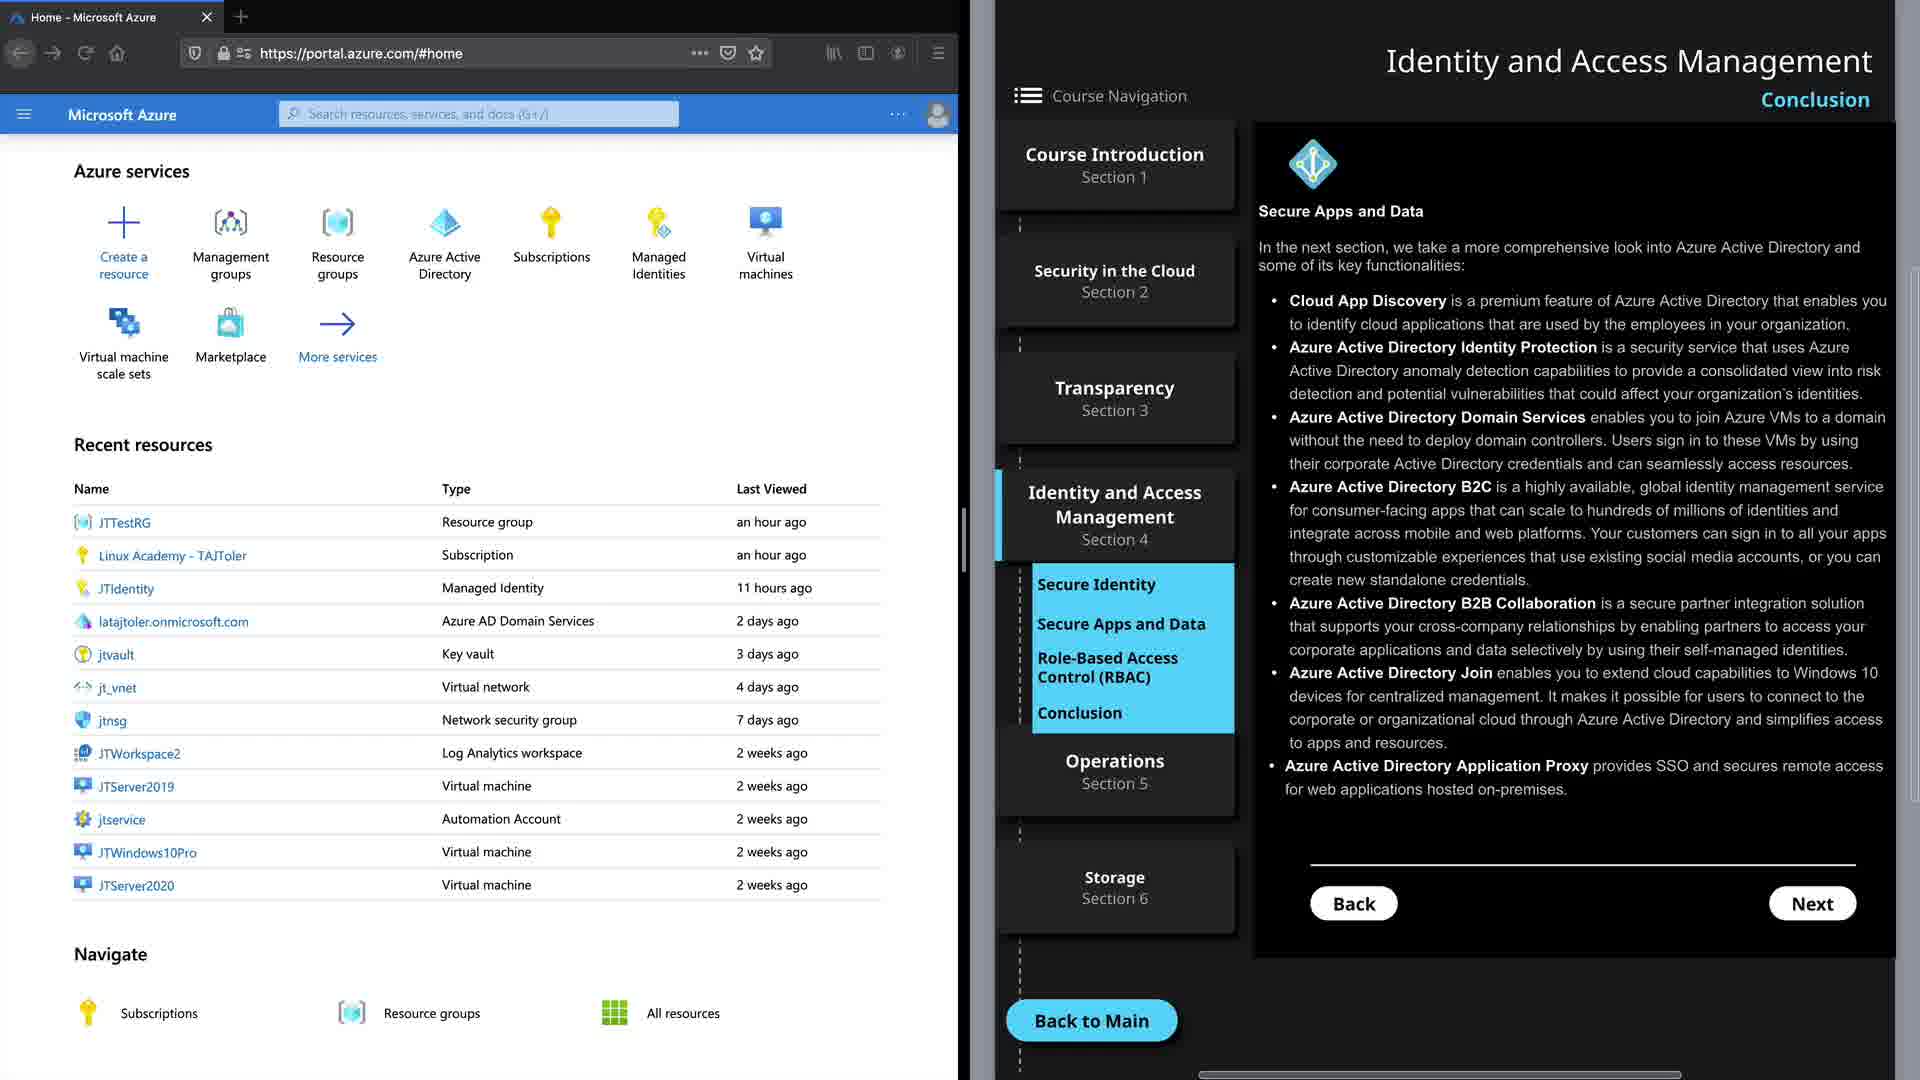 Home - Microsoft Azure
https://portal.azure.com/#home
Microsoft Azure
Search resources, services, and docs (G+/)
Azure services
Create a
resource
Management
groups
Resource
groups
Azure Active
Directory
Subscriptions
Managed
Identities
Virtual
machines
Virtual machine
scale sets
Marketplace
More services
Recent resources
Name Type Last Viewed
JTTestRG Resource group an hour ago
Linux Academy - TAJToler Subscription an hour ago
JTIdentity Managed Identity 11 hours ago
latajtoler.onmicrosoft.com Azure AD Domain Services 2 days ago
jtvault Key vault 3 days ago
jt_vnet Virtual network 4 days ago
jtnsg Network security group 7 days ago
JTWorkspace2 Log Analytics workspace 2 weeks ago
JTServer2019 Virtual machine 2 weeks ago
jtservice Automation Account 2 weeks ago
JTWindows10Pro Virtual machine 2 weeks ago
JTServer2020 Virtual machine 2 weeks ago
Navigate
Subscriptions
Resource groups
All resources
Identity and Access Management
Conclusion
Course Navigation
Course Introduction
Section 1
Security in the Cloud
Section 2
Transparency
Section 3
Identity and Access
Management
Section 4
Secure Identity
Secure Apps and Data
Role-Based Access
Control (RBAC)
Conclusion
Operations
Section 5
Storage
Section 6
Back to Main
Secure Apps and Data
In the next section, we take a more comprehensive look into Azure Active Directory and
some of its key functionalities:
• Cloud App Discovery is a premium feature of Azure Active Directory that enables you
to identify cloud applications that are used by the employees in your organization.
• Azure Active Directory Identity Protection is a security service that uses Azure
Active Directory anomaly detection capabilities to provide a consolidated view into risk
detection and potential vulnerabilities that could affect your organization's identities.
• Azure Active Directory Domain Services enables you to join Azure VMs to a domain
without the need to deploy domain controllers. Users sign in to these VMs by using
their corporate Active Directory credentials and can seamlessly access resources.
• Azure Active Directory B2C is a highly available, global identity management service
for consumer-facing apps that can scale to hundreds of millions of identities and
integrate across mobile and web platforms. Your customers can sign in to all your apps
through customizable experiences that use existing social media accounts, or you can
create new standalone credentials.
• Azure Active Directory B2B Collaboration is a secure partner integration solution
that supports your cross-company relationships by enabling partners to access your
corporate applications and data selectively by using their self-managed identities.
• Azure Active Directory Join enables you to extend cloud capabilities to Windows 10
devices for centralized management. It makes it possible for users to connect to the
corporate or organizational cloud through Azure Active Directory and simplifies access
to apps and resources.
• Azure Active Directory Application Proxy provides SSO and secures remote access
for web applications hosted on-premises.
Back
Next